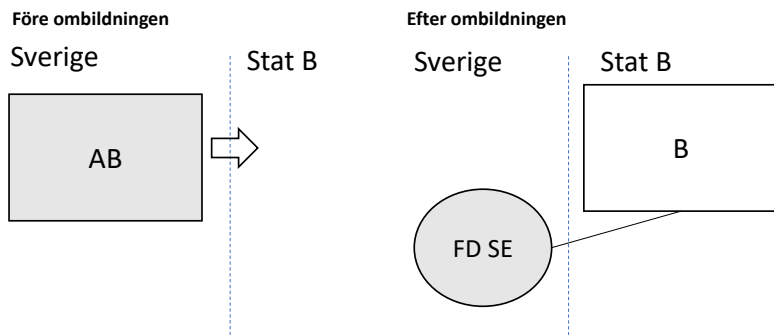 Före ombildningen
Sverige
Stat B
AB
Efter ombildningen
Sverige
Stat B
B
FD SE